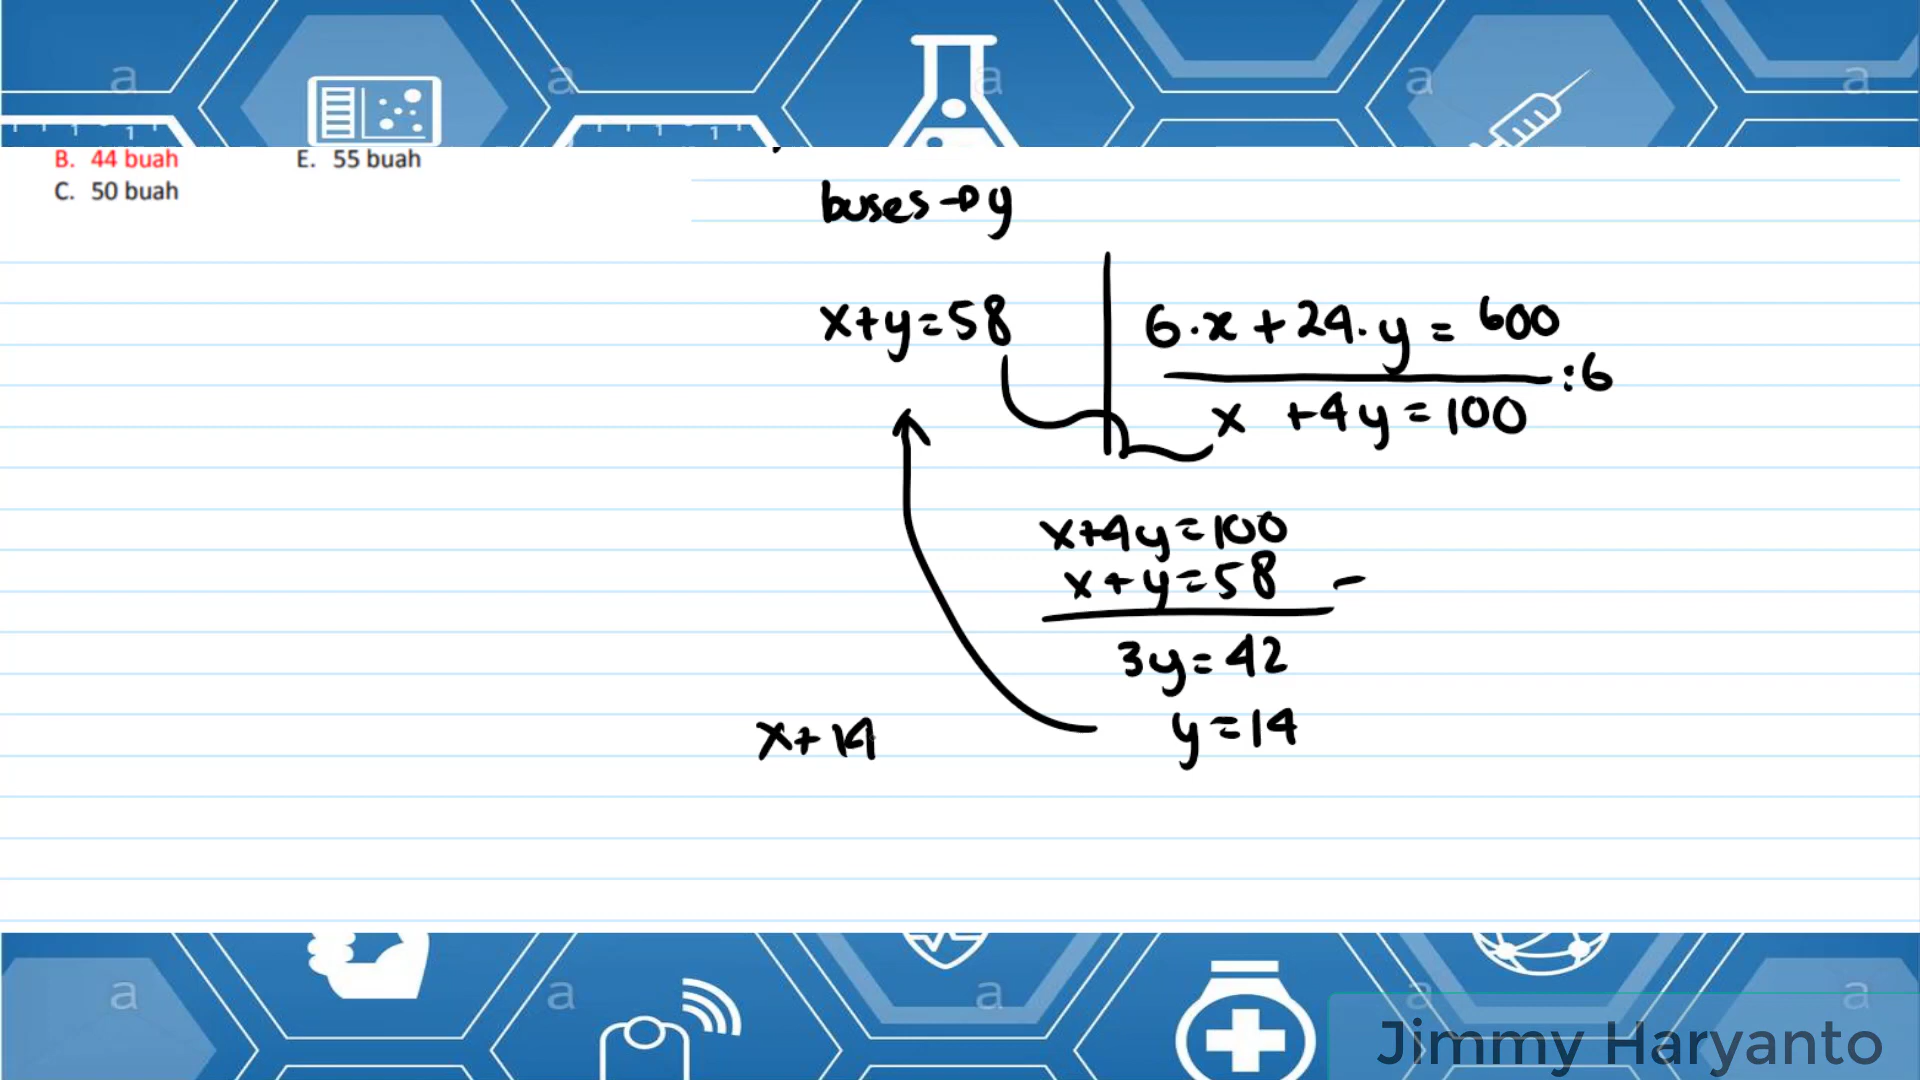 B. 44 buah E. 55 buah
C. 50 buah
buses → y
x+y=58
6·x+24·y=600
:6
x +4y=100
x+4y=100
x+y=58 -
3y=42
y=14
x+14
Jimmy Haryanto
a a a a a
a a a a a